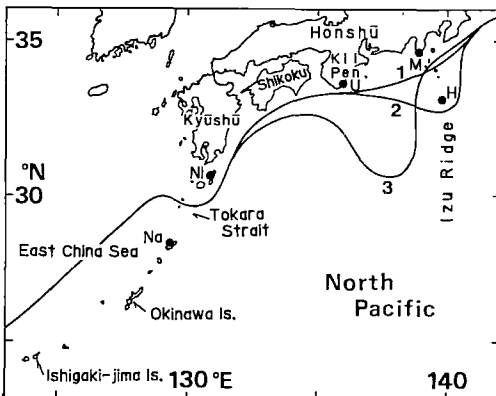 35
Honshū
KII
Pen.
Shikoku
Kyūshū
M
1
U
H
2
3
Izu Ridge
Ni
°N
30
Tokara
Strait
Na
East China Sea
North
Pacific
Okinawa Is.
Ishigaki-jima Is.
130 °E
140